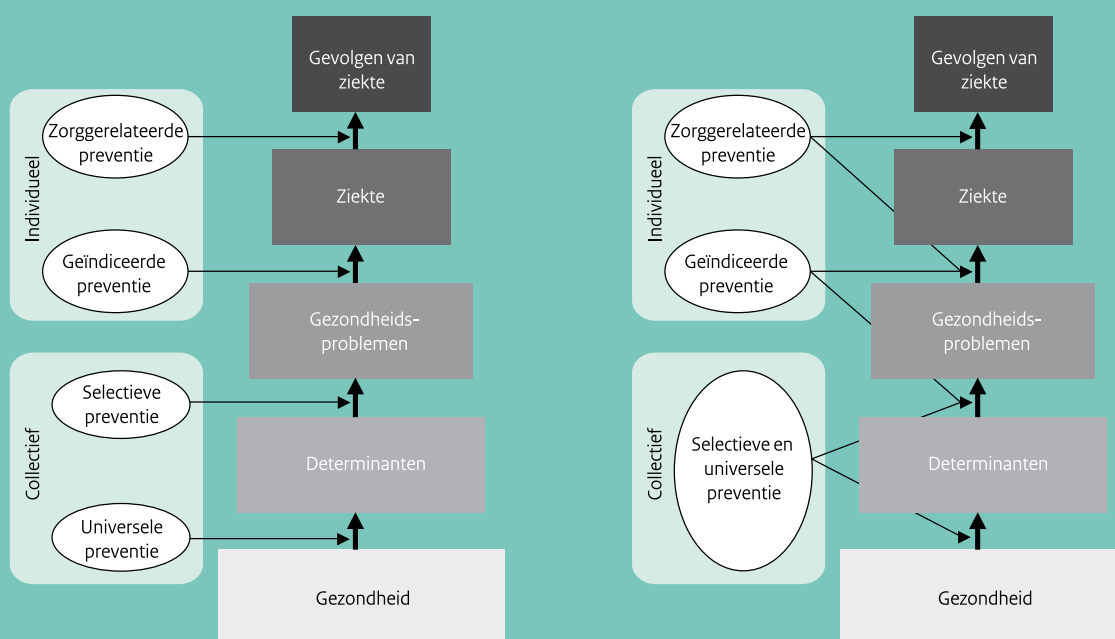 Gevolgen van
ziekte
Individueel
Zorggerelateerde
preventie
Ziekte
Geïndiceerde
preventie
Gezondheids-
problemen
Collectief
Selectieve
preventie
Determinanten
Universele
preventie
Gezondheid
Gevolgen van
ziekte
Individueel
Zorggerelateerde
preventie
Ziekte
Geïndiceerde
preventie
Gezondheids-
problemen
Collectief
Selectieve en
universele
preventie
Determinanten
Gezondheid